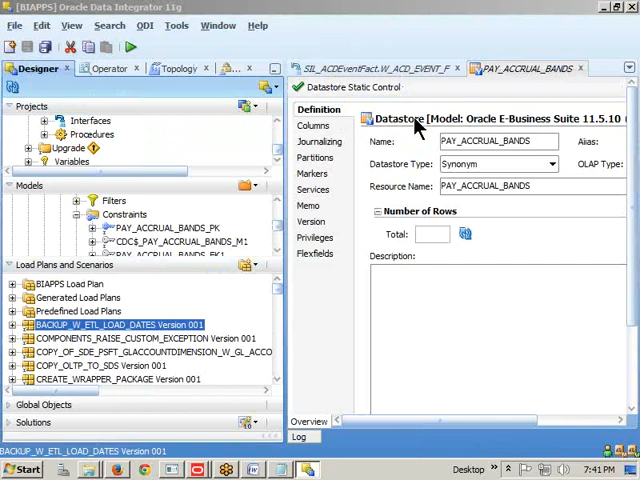 [BIAPPS] Oracle Data Integrator 11g
File Edit View Search ODI Tools Window Help
Designer Operator Topology ... SIL_ACDEventFact.W_ACD_EVENT_F PAY_ACCRUAL_BANDS
Datastore Static Control
Projects
Interfaces
Procedures
Upgrade
Variables
Models
Filters
Constraints
PAY_ACCRUAL_BANDS_PK
CDC$_PAY_ACCRUAL_BANDS_M1
PAY_ACCRUAL_BANDS_FK1
Load Plans and Scenarios
BIAPPS Load Plan
Generated Load Plans
Predefined Load Plans
BACKUP_W_ETL_LOAD_DATES Version 001
COMPONENTS_RAISE_CUSTOM_EXCEPTION Version 001
COPY_OF_SDE_PSFT_GLACCOUNTDIMENSION_W_GL_ACCO
COPY_OLTP_TO_SDS Version 001
CREATE_WRAPPER_PACKAGE Version 001
Global Objects
Solutions
Definition
Columns
Journalizing
Partitions
Markers
Services
Memo
Version
Privileges
Flexfields
Datastore [Model: Oracle E-Business Suite 11.5.10
Name: PAY_ACCRUAL_BANDS Alias:
Datastore Type: Synonym OLAP Type:
Resource Name: PAY_ACCRUAL_BANDS
Number of Rows
Total:
Description:
Overview
Log
BACKUP_W_ETL_LOAD_DATES Version 001
Start Desktop » 7:41 PM